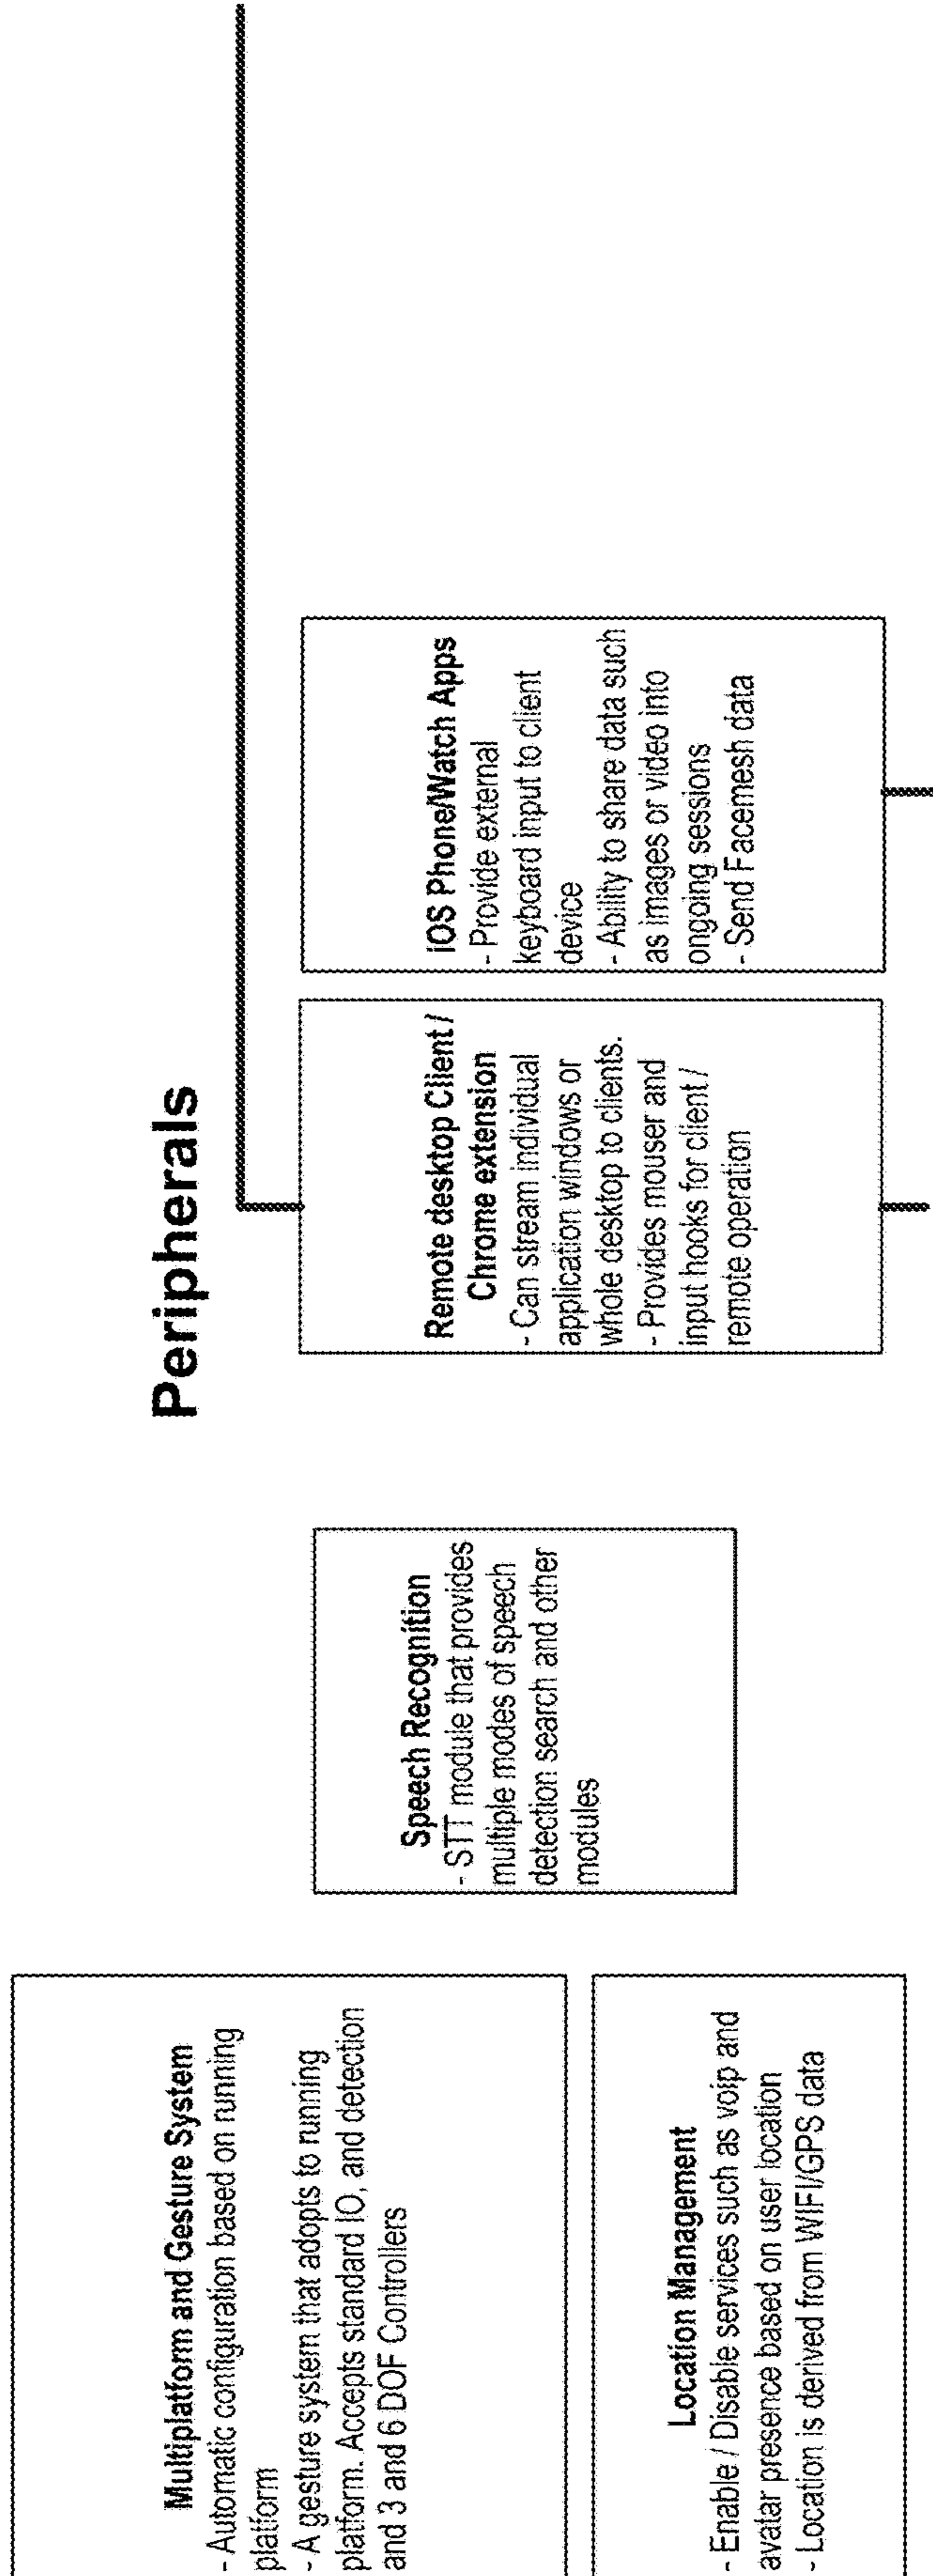 Multiplatform and Gesture System
- Automatic configuration based on running
platform
- A gesture system that adopts to running
platform. Accepts standard IO, and detection
and 3 and 6 DOF Controllers
Location Management
- Enable / Disable services such as voip and
avatar presence based on user location
- Location is derived from WIFI/GPS data
Speech Recognition
- STT module that provides
multiple modes of speech
detection search and other
modules
Peripherals
Remote desktop Client /
Chrome extension
- Can stream individual
application windows or
whole desktop to clients.
- Provides mouser and
input hooks for client /
remote operation
iOS Phone/Watch Apps
- Provide external
keyboard input to client
device
- Ability to share data such
as images or video into
ongoing sessions
- Send Facemesh data